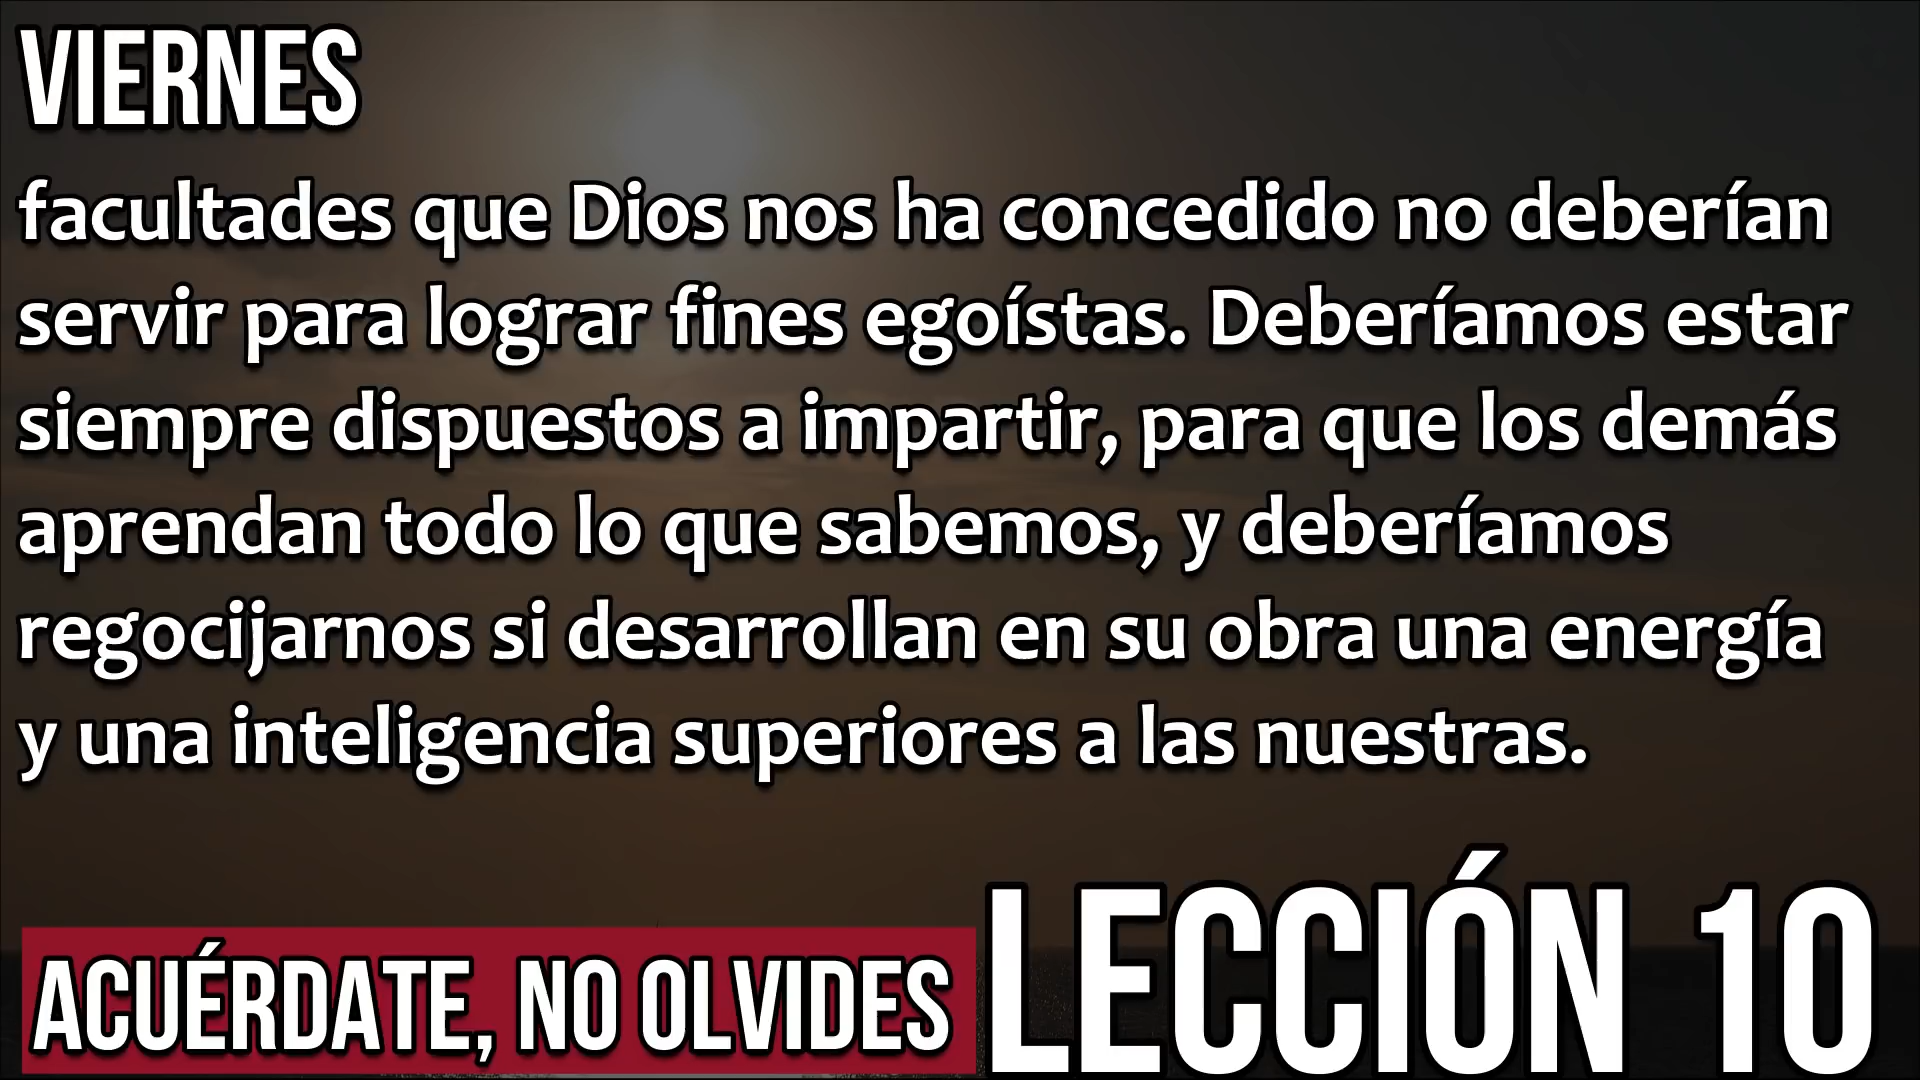 VIERNES
facultades que Dios nos ha concedido no deberían
servir para lograr fines egoístas. Deberíamos estar
siempre dispuestos a impartir, para que los demás
aprendan todo lo que sabemos, y deberíamos
regocijarnos si desarrollan en su obra una energía
y una inteligencia superiores a las nuestras.
ACUÉRDATE, NO OLVIDES
LECCIÓN 10